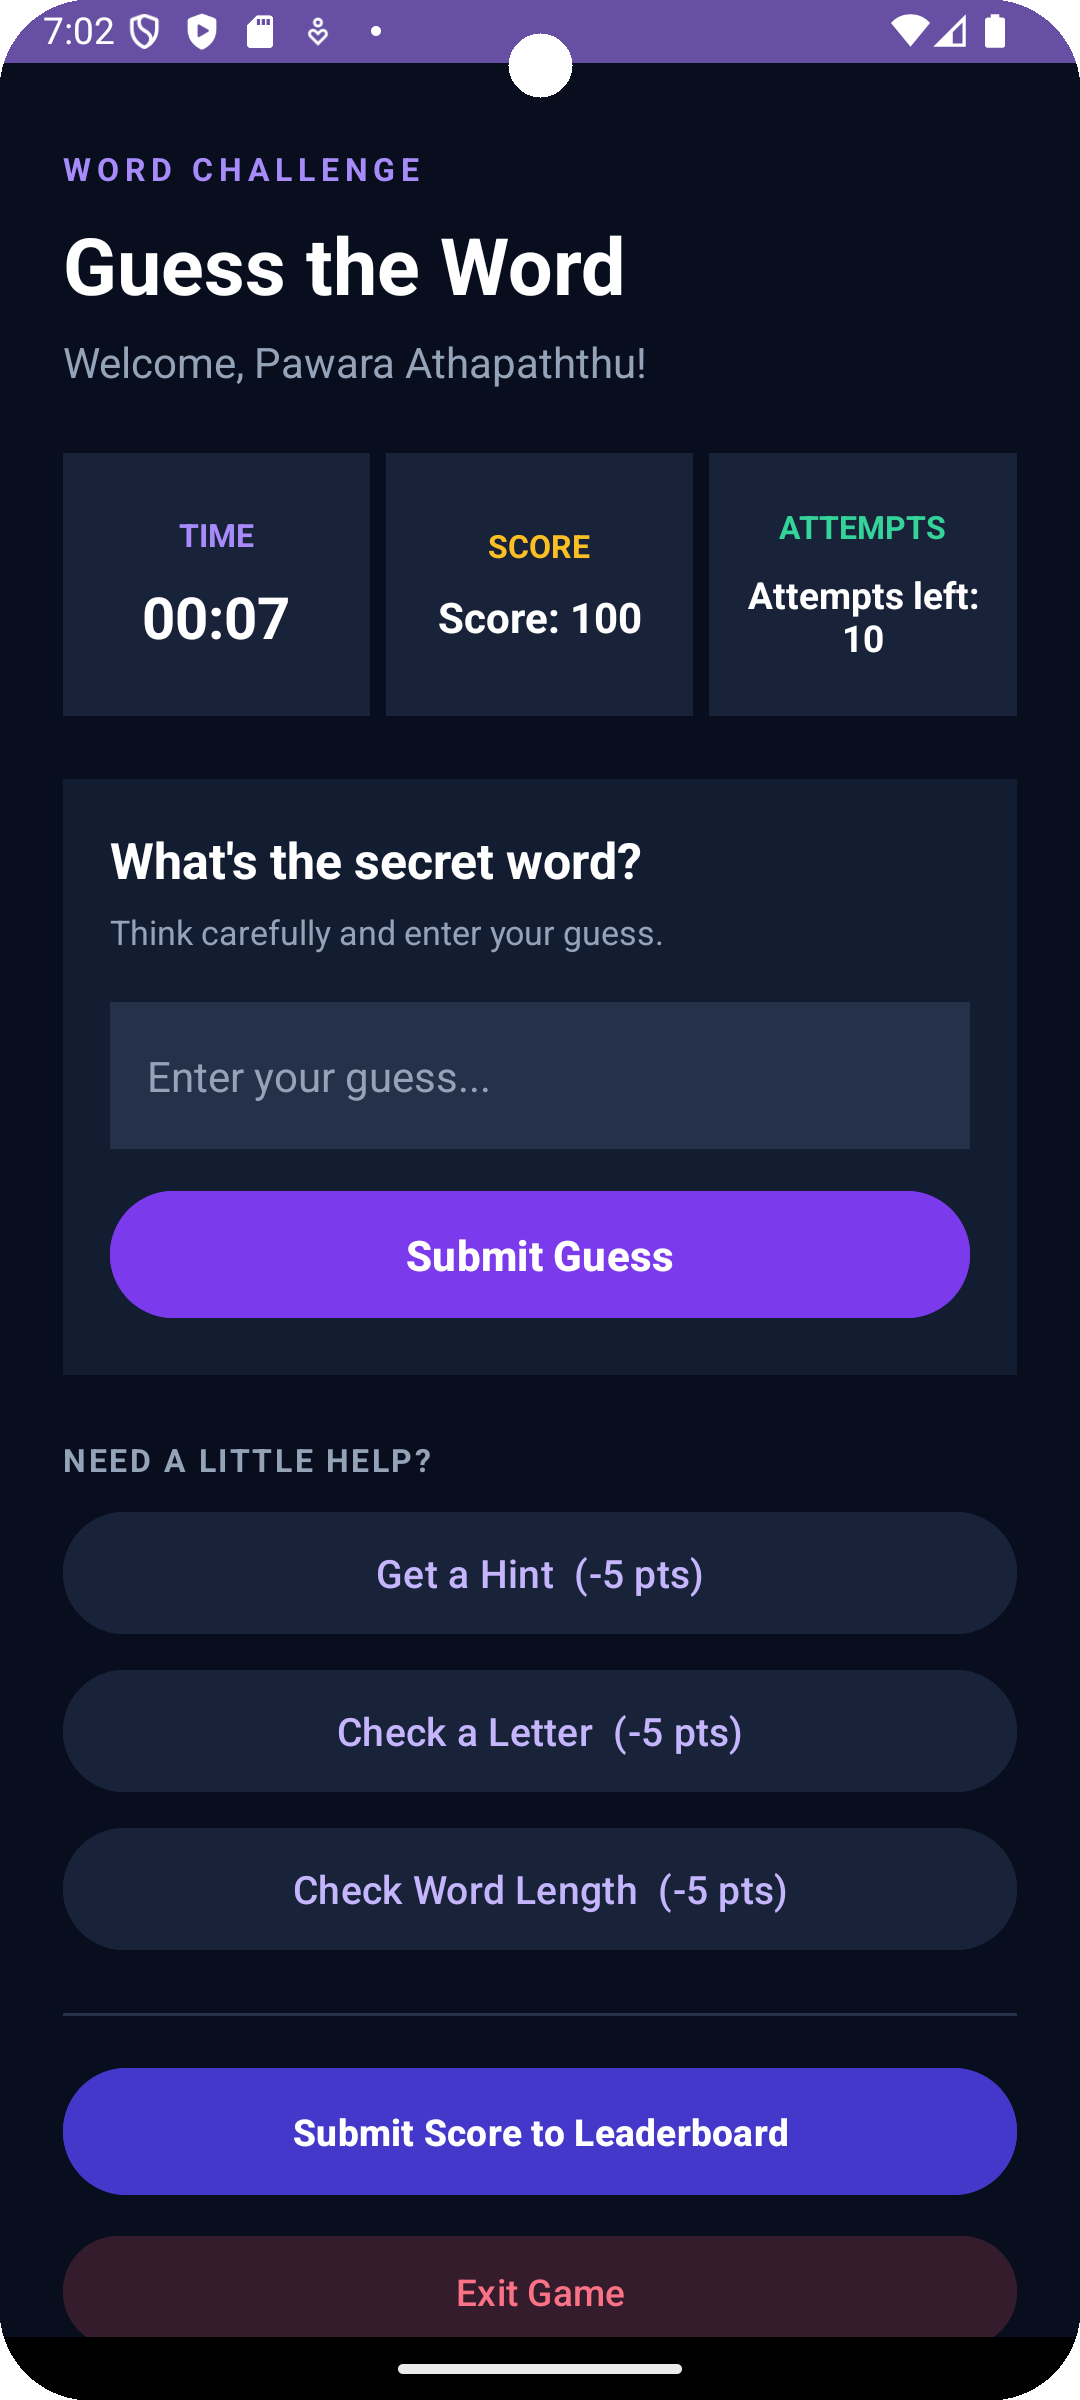 7:02
WORD CHALLENGE
Guess the Word
Welcome, Pawara Athapaththu!
TIME
00:07
SCORE
Score: 100
ATTEMPTS
Attempts left:
10
What's the secret word?
Think carefully and enter your guess.
Enter your guess...
Submit Guess
NEED A LITTLE HELP?
Get a Hint (-5 pts)
Check a Letter (-5 pts)
Check Word Length (-5 pts)
Submit Score to Leaderboard
Exit Game